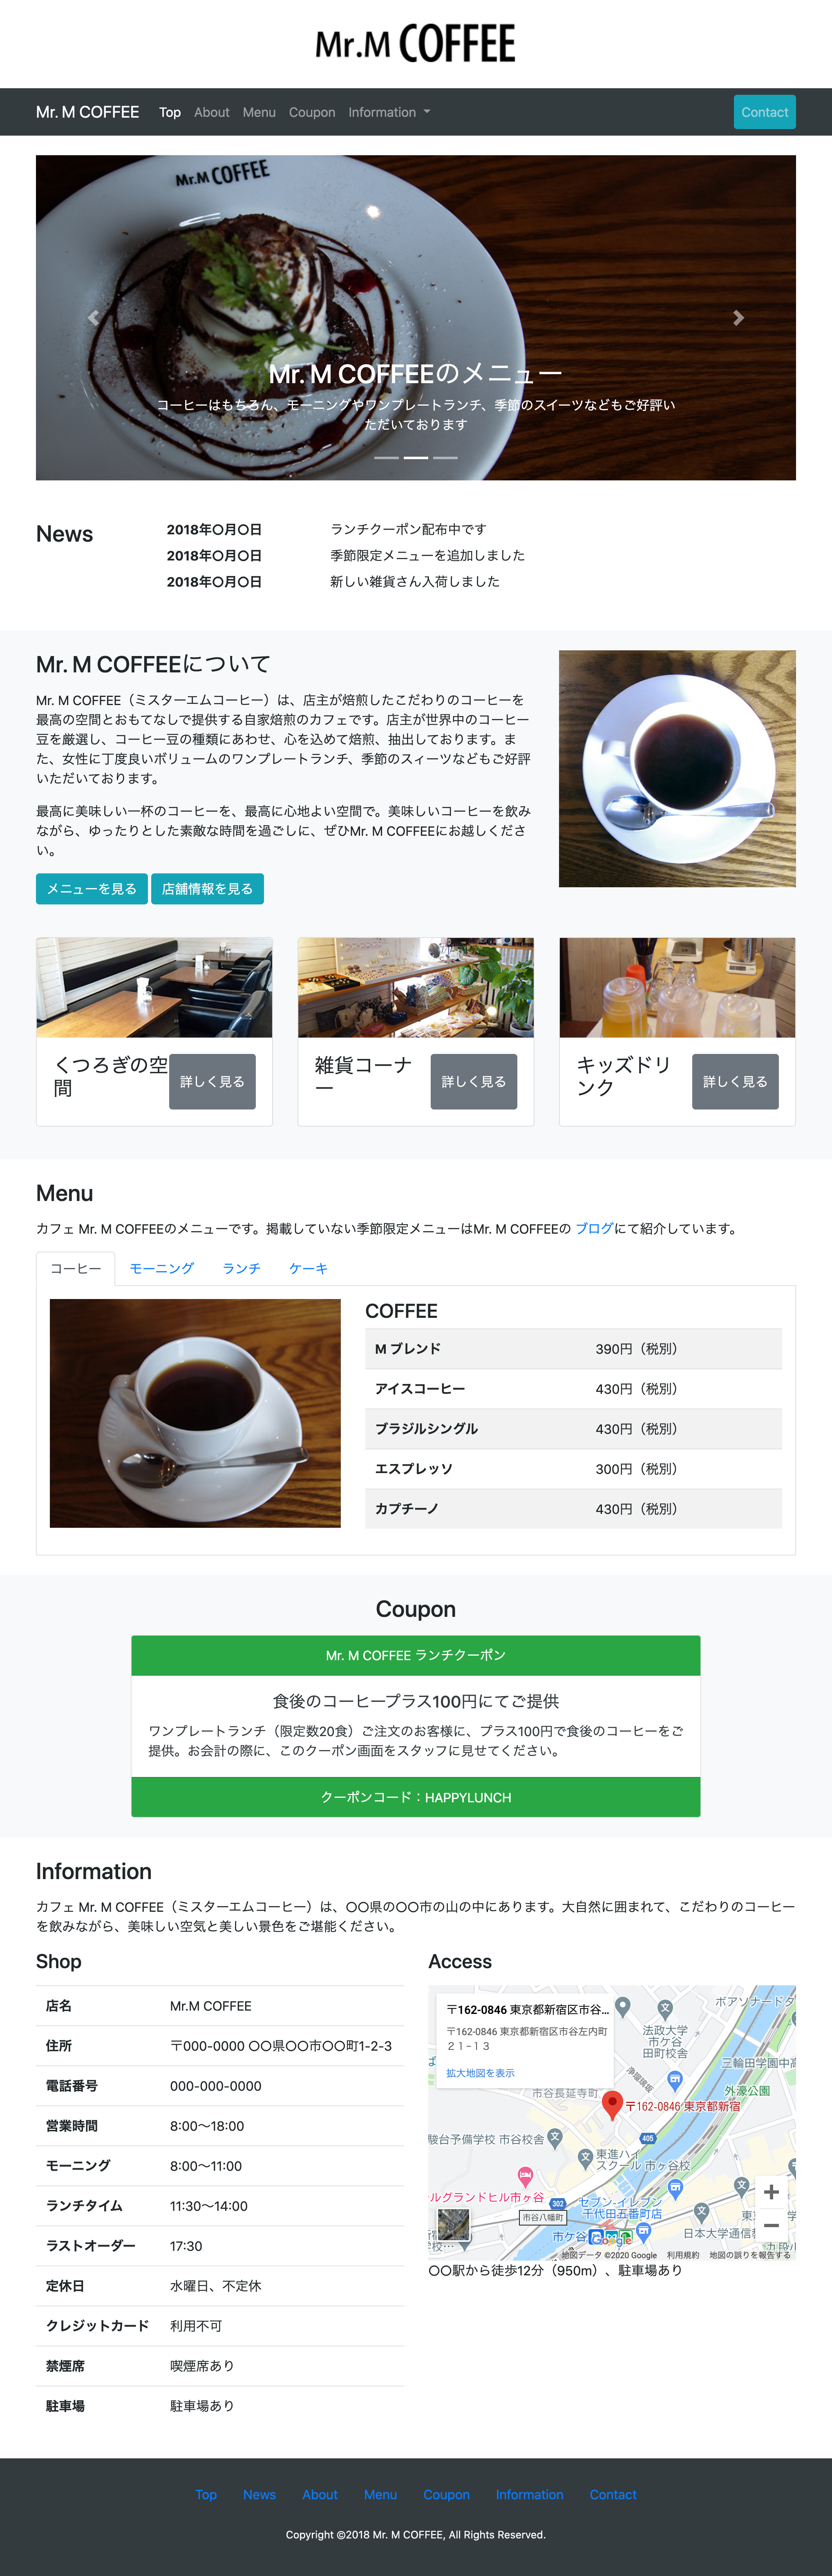 Mr.M COFFEE
Mr. M COFFEE Top About Menu Coupon Information Contact
Mr.M COFFEE
Mr. M COFFEEのメニュー
コーヒーはもちろん、モーニングやワンプレートランチ、季節のスイーツなどもご好評い
ただいております
News
2018年〇月〇日 ランチクーポン配布中です
2018年〇月〇日 季節限定メニューを追加しました
2018年〇月〇日 新しい雑貨さん入荷しました
Mr. M COFFEEについて
Mr. M COFFEE（ミスターエムコーヒー）は、店主が焙煎したこだわりのコーヒーを
最高の空間とおもてなしで提供する自家焙煎のカフェです。店主が世界中のコーヒー
豆を厳選し、コーヒー豆の種類にあわせ、心を込めて焙煎、抽出しております。ま
た、女性に丁度良いボリュームのワンプレートランチ、季節のスィーツなどもご好評
いただいております。
最高に美味しい一杯のコーヒーを、最高に心地よい空間で。美味しいコーヒーを飲み
ながら、ゆったりとした素敵な時間を過ごしに、ぜひMr. M COFFEEにお越しくださ
い。
メニューを見る 店舗情報を見る
くつろぎの空
間
詳しく見る
雑貨コーナ
ー
詳しく見る
キッズドリ
ンク
詳しく見る
Menu
カフェ Mr. M COFFEEのメニューです。掲載していない季節限定メニューはMr. M COFFEEの ブログにて紹介しています。
コーヒー モーニング ランチ ケーキ
COFFEE
M ブレンド 390円（税別）
アイスコーヒー 430円（税別）
ブラジルシングル 430円（税別）
エスプレッソ 300円（税別）
カプチーノ 430円（税別）
Coupon
Mr. M COFFEE ランチクーポン
食後のコーヒープラス100円にてご提供
ワンプレートランチ（限定数20食）ご注文のお客様に、プラス100円で食後のコーヒーをご
提供。お会計の際に、このクーポン画面をスタッフに見せてください。
クーポンコード：HAPPYLUNCH
Information
カフェ Mr. M COFFEE（ミスターエムコーヒー）は、〇〇県の〇〇市の山の中にあります。大自然に囲まれて、こだわりのコーヒー
を飲みながら、美味しい空気と美しい景色をご堪能ください。
Shop
店名 Mr.M COFFEE
住所 〒000-0000 〇〇県〇〇市〇〇町1-2-3
電話番号 000-000-0000
営業時間 8:00〜18:00
モーニング 8:00〜11:00
ランチタイム 11:30〜14:00
ラストオーダー 17:30
定休日 水曜日、不定休
クレジットカード 利用不可
禁煙席 喫煙席あり
駐車場 駐車場あり
Access
〒162-0846 東京都新宿区市谷...
〒162-0846 東京都新宿区市谷左内町
２１−１３
拡大地図を表示
ボアソナードタ
法政大学
市ケ谷
田町校舎
三輪田学園中高
外濠公園
浄瑠璃坂
市谷長延寺町
〒162-0846 東京都新宿
405
駿台予備学校 市谷校舎
東進ハイ
スクール 市ヶ谷校
ルグランドヒル市ヶ谷
302
市谷八幡町
セブン-イレブン
千代田五番町店
日本大学通信
市ケ谷
Google
地図データ ©2020 Google 利用規約 地図の誤りを報告する
〇〇駅から徒歩12分（950m）、駐車場あり
Top News About Menu Coupon Information Contact
Copyright ©2018 Mr. M COFFEE, All Rights Reserved.